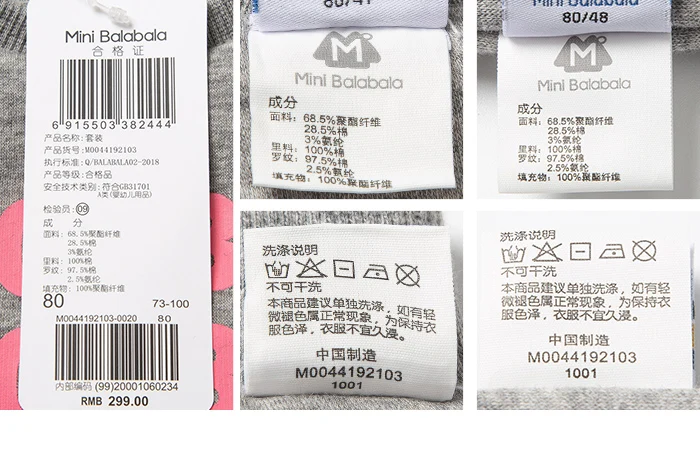 Mini Balabala
合格证
6 915503 382444
产品名称: 套装
产品货号: M0044192103
执行标准: Q/BALABALA02-2018
产品等级: 合格品
安全技术类别: 符合GB31701
A类(婴幼儿用品)
检验员: 09
成 分
面料: 68.5%聚酯纤维
28.5%棉
3%氨纶
里料: 100%棉
罗纹: 97.5%棉
2.5%氨纶
填充物: 100%聚酯纤维
80 73-100
M0044192103-0020 80
内部编码 (99)20001060234
RMB 299.00
80/47
M
Mini Balabala
成分
面料: 68.5%聚酯纤维
28.5%棉
3%氨纶
里料: 100%棉
罗纹: 97.5%棉
2.5%氨纶
填充物: 100%聚酯纤维
80/48
M
Mini Balabala
成分
面料: 68.5%聚酯纤维
28.5%棉
3%氨纶
里料: 100%棉
罗纹: 97.5%棉
2.5%氨纶
填充物: 100%聚酯纤维
洗涤说明
不可干洗
本商品建议单独洗涤，如有轻
微褪色属正常现象，为保持衣
服色泽，衣服不宜久浸。
中国制造
M0044192103
1001
洗涤说明
不可干洗
本商品建议单独洗涤，如有轻
微褪色属正常现象，为保持衣
服色泽，衣服不宜久浸。
中国制造
M0044192103
1001